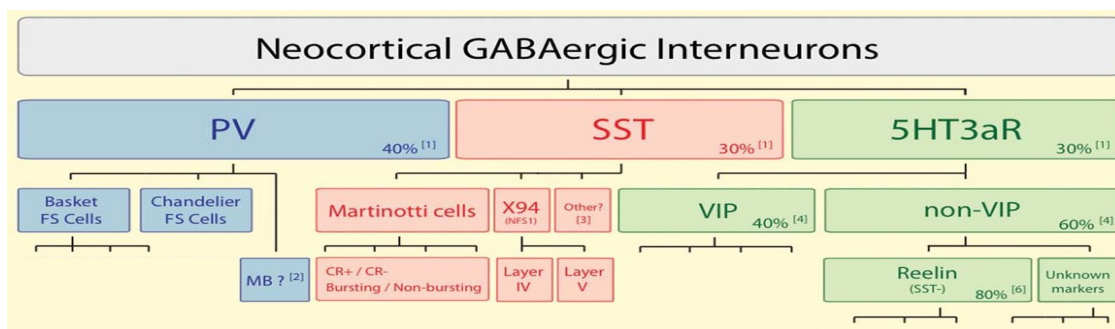 Neocortical GABAergic Interneurons
PV
40% [1]
SST
30% [1]
5HT3aR
30% [1]
Basket
FS Cells
Chandelier
FS Cells
Martinotti cells
X94
(NFS1)
Other?
[3]
VIP
40% [4]
non-VIP
60% [4]
MB ? [2]
CR+ / CR-
Bursting / Non-bursting
Layer
IV
Layer
V
Reelin
(SST-)
80% [6]
Unknown
markers